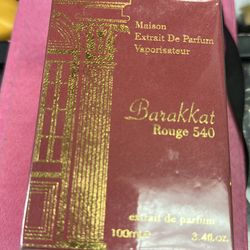 Maison
Extrait De Parfum
Vaporisateur
Barakkat
Rouge 540
extrait de parfum
100ml ℮ 3.4fl.oz.